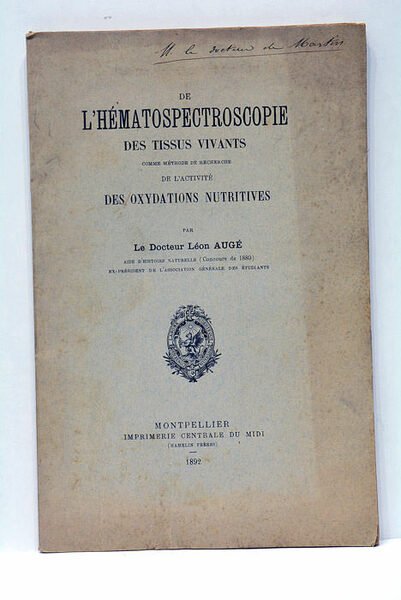 M. le docteur de Martin
DE
L'HÉMATOSPECTROSCOPIE
DES TISSUS VIVANTS
COMME MÉTHODE DE RECHERCHE
DE L'ACTIVITÉ
DES OXYDATIONS NUTRITIVES
PAR
Le Docteur Léon AUGÉ
AIDE D'HISTOIRE NATURELLE (Concours de 1889)
EX-PRÉSIDENT DE L'ASSOCIATION GÉNÉRALE DES ÉTUDIANTS
MONTPELLIER
IMPRIMERIE CENTRALE DU MIDI
(HAMELIN FRÈRES)
1892